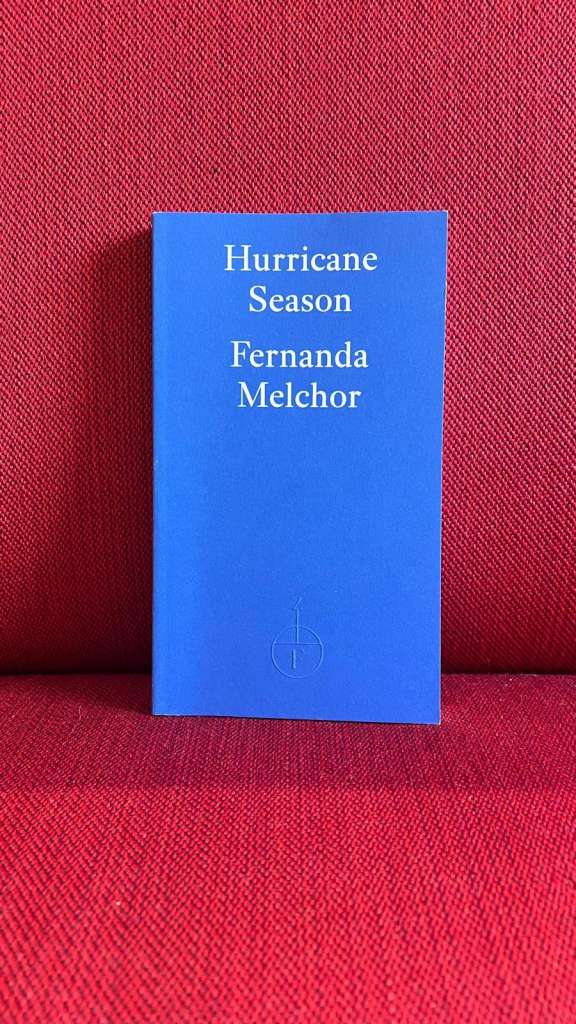 Hurricane
Season
Fernanda
Melchor
F